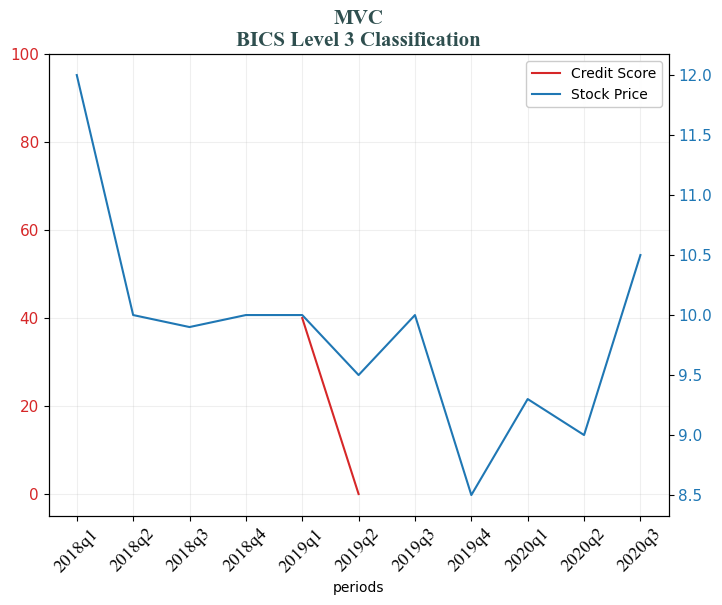 MVC
BICS Level 3 Classification
Credit Score
Stock Price
100
80
60
40
20
0
12.0
11.5
11.0
10.5
10.0
9.5
9.0
8.5
2018q1
2018q2
2018q3
2018q4
2019q1
2019q2
2019q3
2019q4
2020q1
2020q2
2020q3
periods